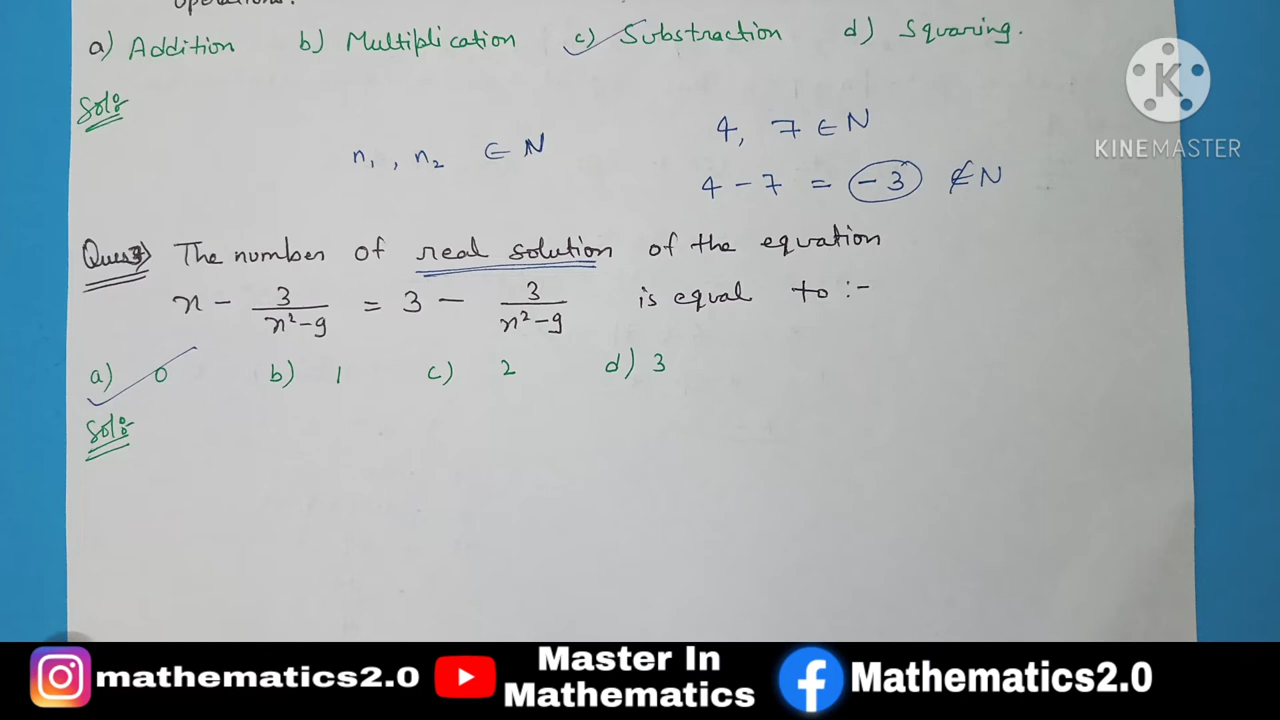 operations.
a) Addition b) Multiplication c) Substraction d) Squaring.
Sol:
n₁, n₂ ∈ N 4, 7 ∈ N
4 - 7 = -3 ∉ N
KINEMASTER
K
Ques3) The number of real solution of the equation
x - 3/(x²-9) = 3 - 3/(x²-9) is equal to :-
a) 0 b) 1 c) 2 d) 3
Sol:
mathematics2.0 Master In Mathematics Mathematics2.0